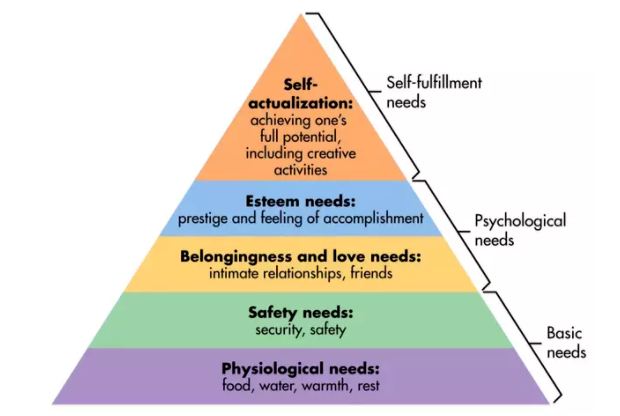 Self-
actualization:
achieving one's
full potential,
including creative
activities
Self-fulfillment
needs
Esteem needs:
prestige and feeling of accomplishment
Psychological
needs
Belongingness and love needs:
intimate relationships, friends
Safety needs:
security, safety
Basic
needs
Physiological needs:
food, water, warmth, rest